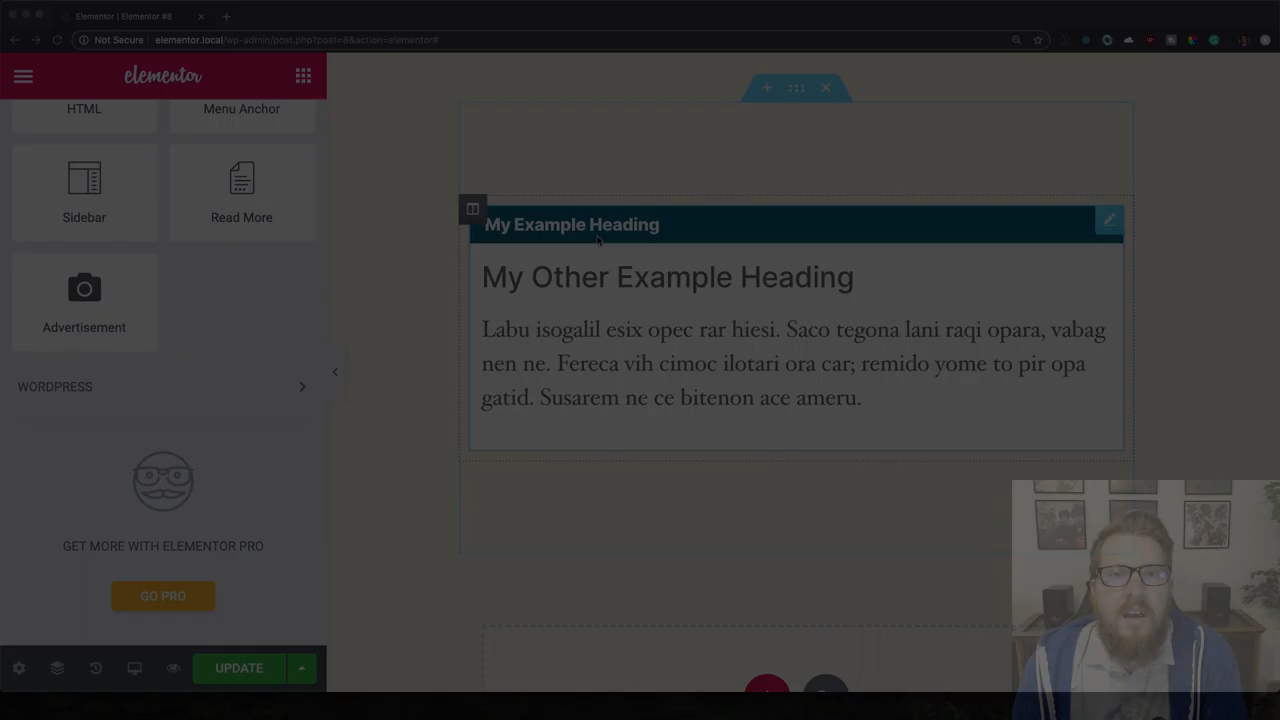 Elementor | Elementor #8
Not Secure
elementor.local/wp-admin/post.php?post=8&action=elementor#
elementor
HTML
Menu Anchor
Sidebar
Read More
Advertisement
WORDPRESS
GET MORE WITH ELEMENTOR PRO
GO PRO
UPDATE
My Example Heading
My Other Example Heading
Labu isogalil esix opec rar hiesi. Saco tegona lani raqi opara, vabag
nen ne. Fereca vih cimoc ilotari ora car; remido yome to pir opa
gatid. Susarem ne ce bitenon ace ameru.